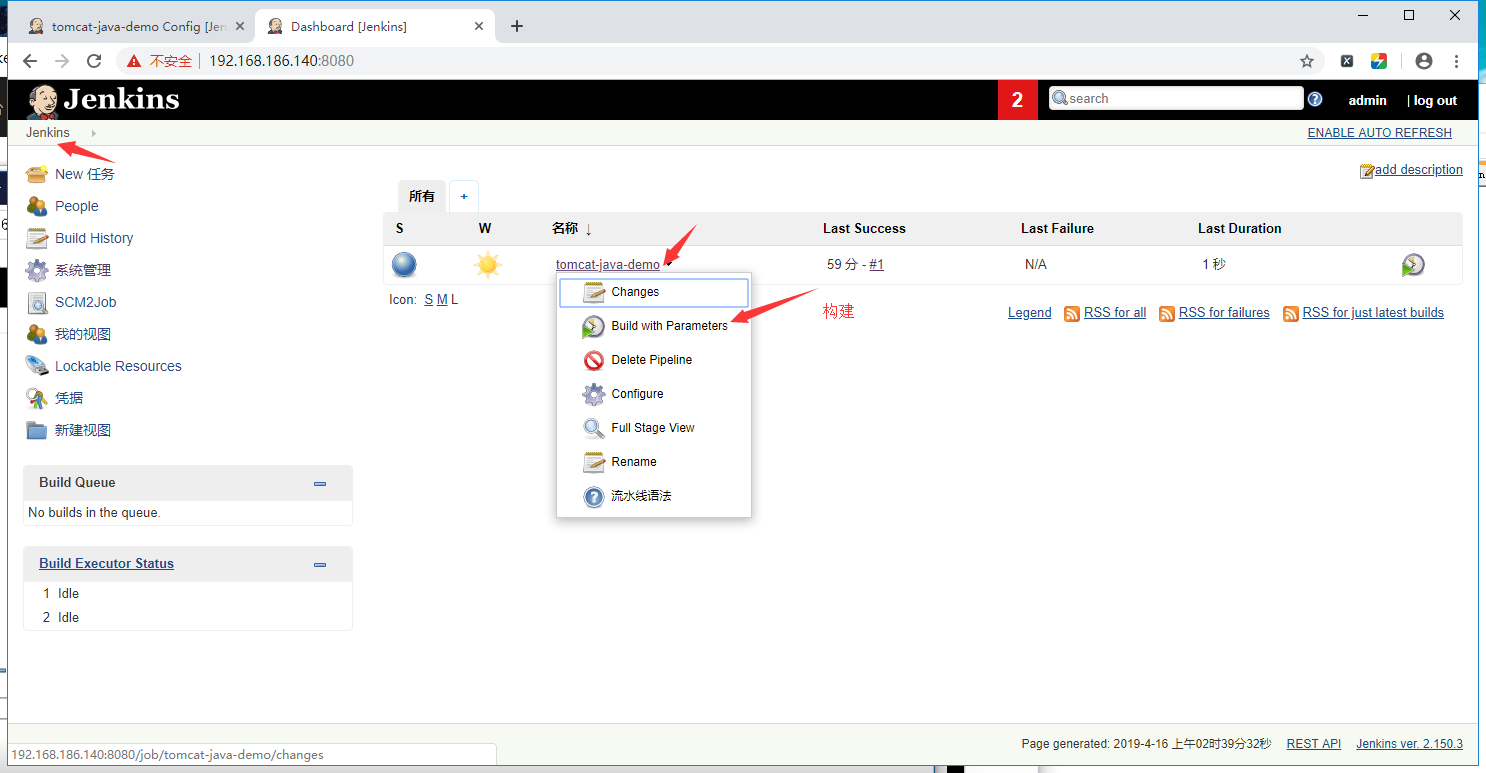 tomcat-java-demo Config [Jen
Dashboard [Jenkins]
不安全 192.168.186.140:8080
Jenkins
2
search
admin
| log out
Jenkins
ENABLE AUTO REFRESH
New 任务
People
Build History
系统管理
SCM2Job
我的视图
Lockable Resources
凭据
新建视图
add description
所有 +
S W 名称 ↓ Last Success Last Failure Last Duration
tomcat-java-demo 59 分 - #1 N/A 1 秒
Icon: S M L
Changes
Build with Parameters
Delete Pipeline
Configure
Full Stage View
Rename
流水线语法
构建
Legend RSS for all RSS for failures RSS for just latest builds
Build Queue
No builds in the queue.
Build Executor Status
1 Idle
2 Idle
Page generated: 2019-4-16 上午02时39分32秒 REST API Jenkins ver. 2.150.3
192.168.186.140:8080/job/tomcat-java-demo/changes